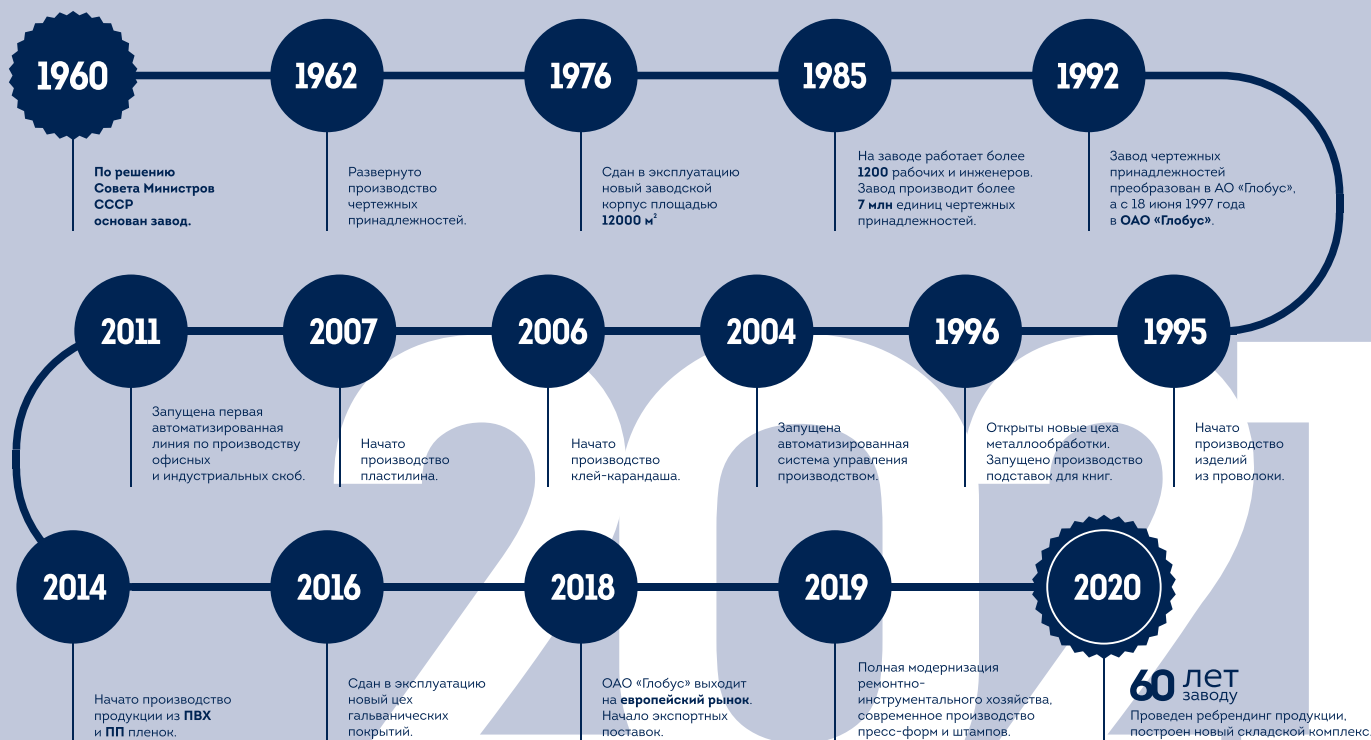 1960
По решению
Совета Министров
СССР
основан завод.
1962
Развернуто
производство
чертежных
принадлежностей.
1976
Сдан в эксплуатацию
новый заводской
корпус площадью
12000 м²
1985
На заводе работает более
1200 рабочих и инженеров.
Завод производит более
7 млн единиц чертежных
принадлежностей.
1992
Завод чертежных
принадлежностей
преобразован в АО «Глобус»,
а с 18 июня 1997 года
в ОАО «Глобус».
1995
Начато
производство
изделий
из проволоки.
1996
Открыты новые цеха
металлообработки.
Запущено производство
подставок для книг.
2004
Запущена
автоматизированная
система управления
производством.
2006
Начато
производство
клей-карандаша.
2007
Начато
производство
пластилина.
2011
Запущена первая
автоматизированная
линия по производству
офисных
и индустриальных скоб.
2014
Начато производство
продукции из ПВХ
и ПП пленок.
2016
Сдан в эксплуатацию
новый цех
гальванических
покрытий.
2018
ОАО «Глобус» выходит
на европейский рынок.
Начало экспортных
поставок.
2019
Полная модернизация
ремонтно-
инструментального хозяйства,
современное производство
пресс-форм и штампов.
2020
60 лет
заводу
Проведен ребрендинг продукции,
построен новый складской комплекс.
2021